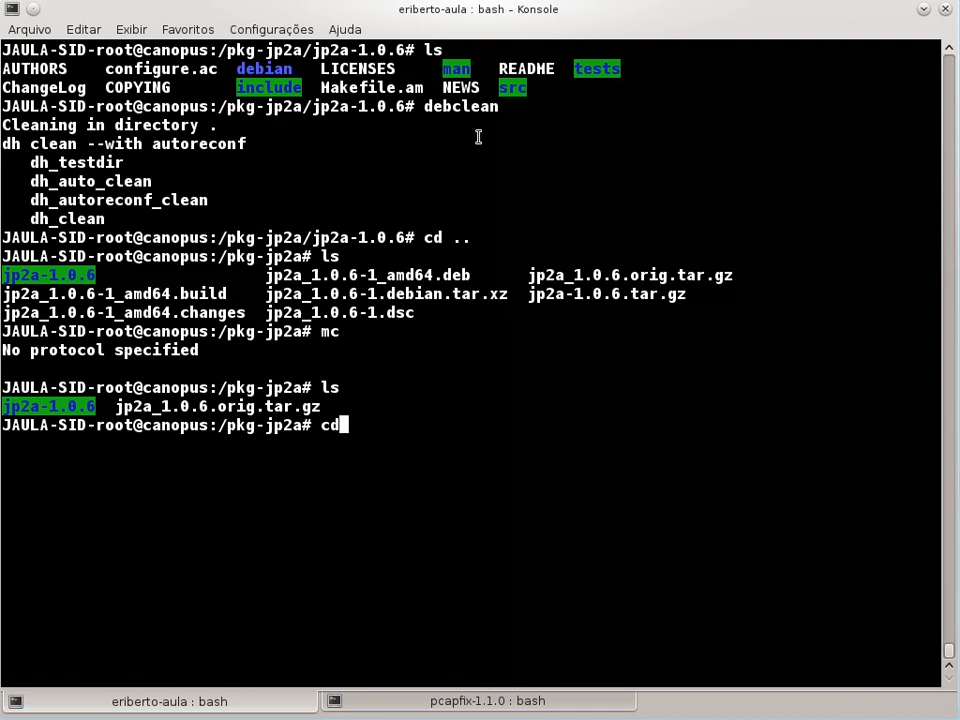 eriberto-aula : bash – Konsole
Arquivo Editar Exibir Favoritos Configurações Ajuda
JAULA-SID-root@canopus:/pkg-jp2a/jp2a-1.0.6# ls
AUTHORS configure.ac debian LICENSES man README tests
ChangeLog COPYING include Makefile.am NEWS src
JAULA-SID-root@canopus:/pkg-jp2a/jp2a-1.0.6# debclean
Cleaning in directory .
dh clean --with autoreconf
dh_testdir
dh_auto_clean
dh_autoreconf_clean
dh_clean
JAULA-SID-root@canopus:/pkg-jp2a/jp2a-1.0.6# cd ..
JAULA-SID-root@canopus:/pkg-jp2a# ls
jp2a-1.0.6 jp2a_1.0.6-1_amd64.deb jp2a_1.0.6.orig.tar.gz
jp2a_1.0.6-1_amd64.build jp2a_1.0.6-1.debian.tar.xz jp2a-1.0.6.tar.gz
jp2a_1.0.6-1_amd64.changes jp2a_1.0.6-1.dsc
JAULA-SID-root@canopus:/pkg-jp2a# mc
No protocol specified
JAULA-SID-root@canopus:/pkg-jp2a# ls
jp2a-1.0.6 jp2a_1.0.6.orig.tar.gz
JAULA-SID-root@canopus:/pkg-jp2a# cd
eriberto-aula : bash pcapfix-1.1.0 : bash